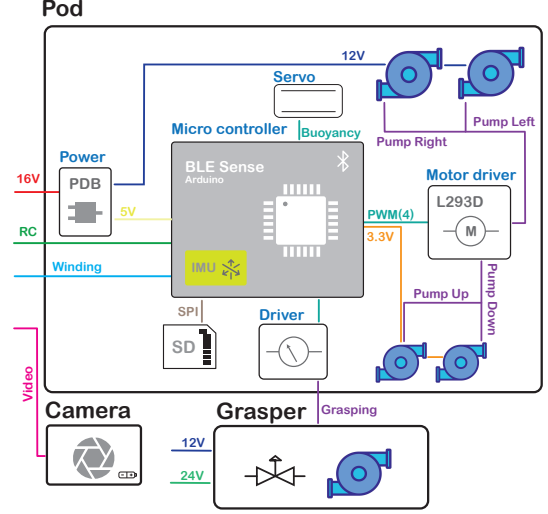 Pod
12V
Servo
Pump Left
Micro controller
Buoyancy
Pump Right
Power
BLE Sense
Arduino
Motor driver
16V
PDB
L293D
5V
PWM(4)
M
RC
3.3V
Winding
IMU
Pump Up
Pump Down
SPI
Driver
SD
Video
Camera
Grasper
Grasping
12V
24V